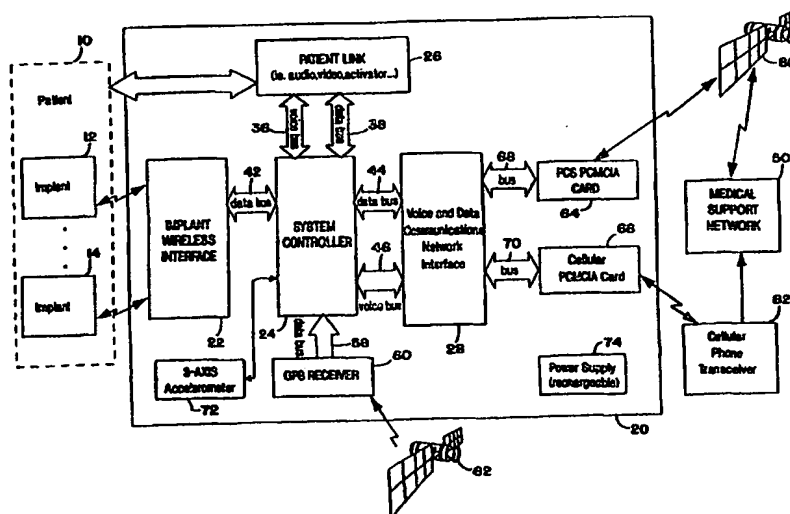 10
Patient
12
Implant
14
Implant
PATIENT LINK
(ie. audio,video,activator...)
26
36
voice bus
data bus
38
IMPLANT
WIRELESS
INTERFACE
22
42
data bus
SYSTEM
CONTROLLER
24
44
data bus
46
voice bus
Voice and Data
Communications
Network
Interface
28
68
bus
PCS PCMCIA
CARD
64
70
bus
66
Cellular
PCMCIA Card
data bus
58
GPS RECEIVER
60
3-AXIS
Accelerometer
72
74
Power Supply
(rechargeable)
20
62
50
MEDICAL
SUPPORT
NETWORK
82
Cellular
Phone
Transceiver